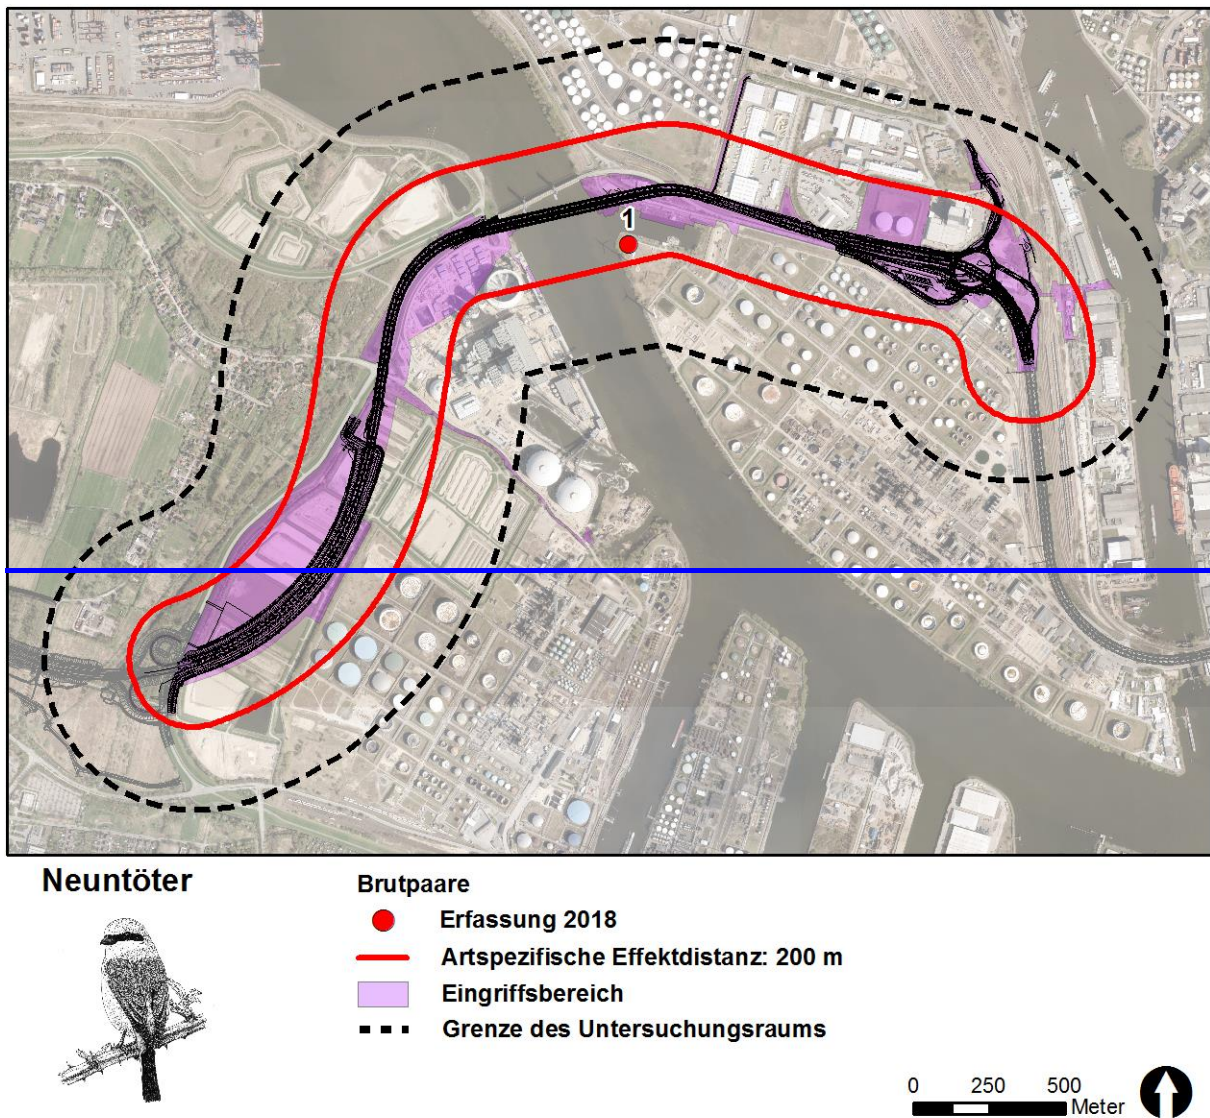 1
Neuntöter
Brutpaare
Erfassung 2018
Artspezifische Effektdistanz: 200 m
Eingriffsbereich
Grenze des Untersuchungsraums
0 250 500
Meter